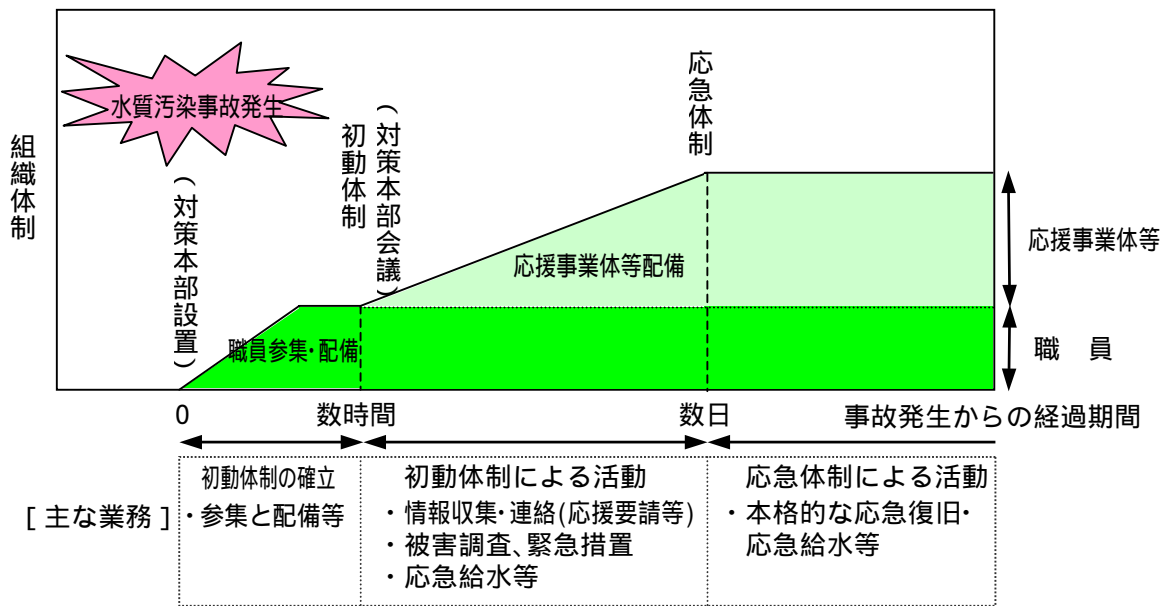 水質汚染事故発生
組織体制
(対策本部設置)
初動体制
(対策本部会議)
応急体制
応援事業体等配備
職員参集・配備
応援事業体等
職 員
0
数時間
数日
事故発生からの経過期間
[主な業務]
初動体制の確立
・参集と配備等
初動体制による活動
・情報収集・連絡(応援要請等)
・被害調査、緊急措置
・応急給水等
応急体制による活動
・本格的な応急復旧・
応急給水等